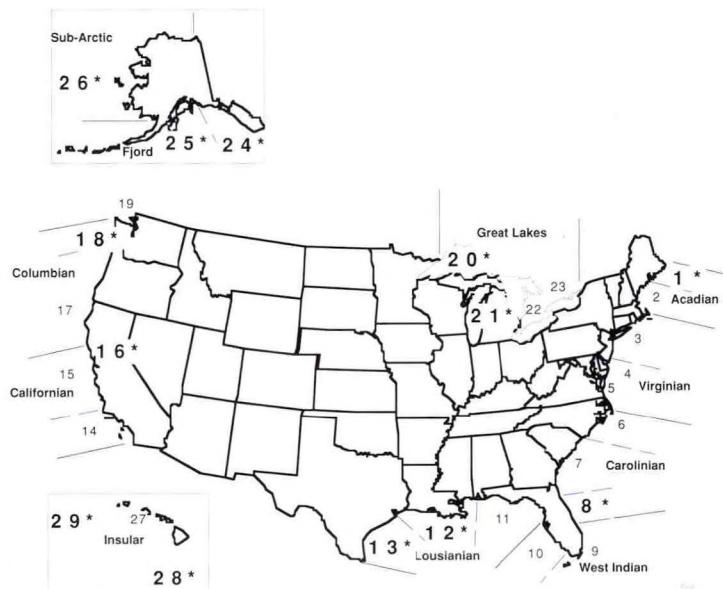 Sub-Arctic
26*
Fjord
25*
24*
19
18*
Great Lakes
20*
Columbian
1*
23
2
Acadian
17
21*
22
3
16*
4
15
5
Virginian
Californian
6
14
7
Carolinian
29*
27
8*
Insular
12*
11
13*
Lousianian
10
9
West Indian
28*